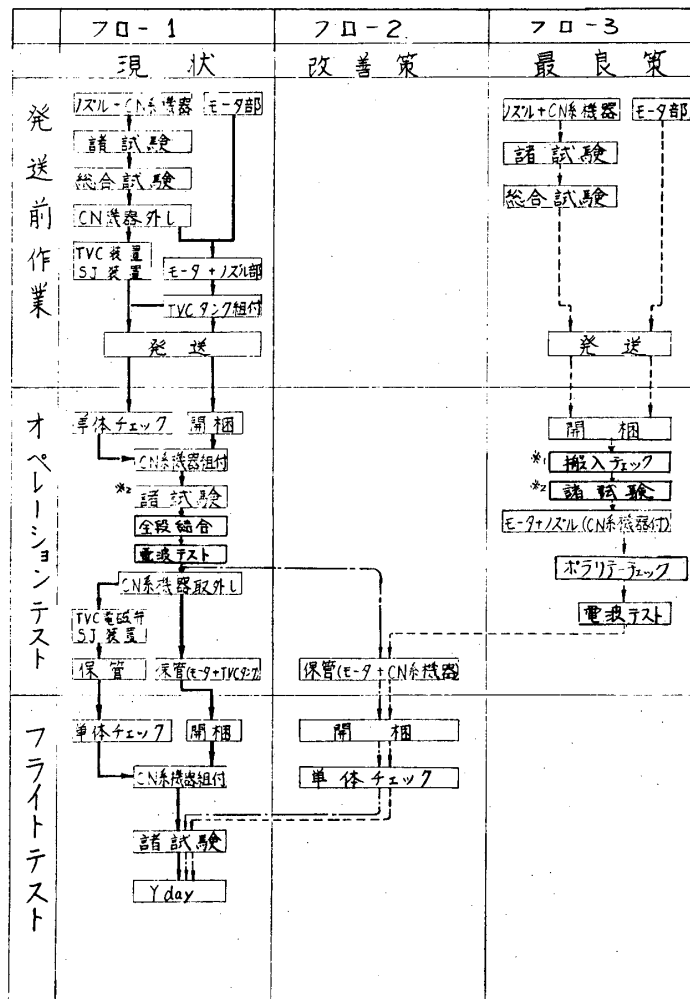 フロ-1 フロ-2 フロ-3
現状 改善策 最良策
発送前作業
ノズル+CN系機器 モータ部
諸試験
総合試験
CN機器外し
TVC装置
SJ装置
モータ+ノズル部
TVCタンク組付
発送
ノズル+CN系機器 モータ部
諸試験
総合試験
発送
オペレーションテスト
単体チェック 開梱
CN系機器組付
*2 諸試験
全段結合
電波テスト
CN系機器取外し
TVC電磁弁
SJ装置
保管 保管(モータ+TVCタンク)
保管(モータ+CN系機器)
開梱
*1 搬入チェック
*2 諸試験
モータ+ノズル(CN系機器付)
ポラリテーチェック
電波テスト
フライトテスト
単体チェック 開梱
CN系機器組付
諸試験
Y day
開梱
単体チェック